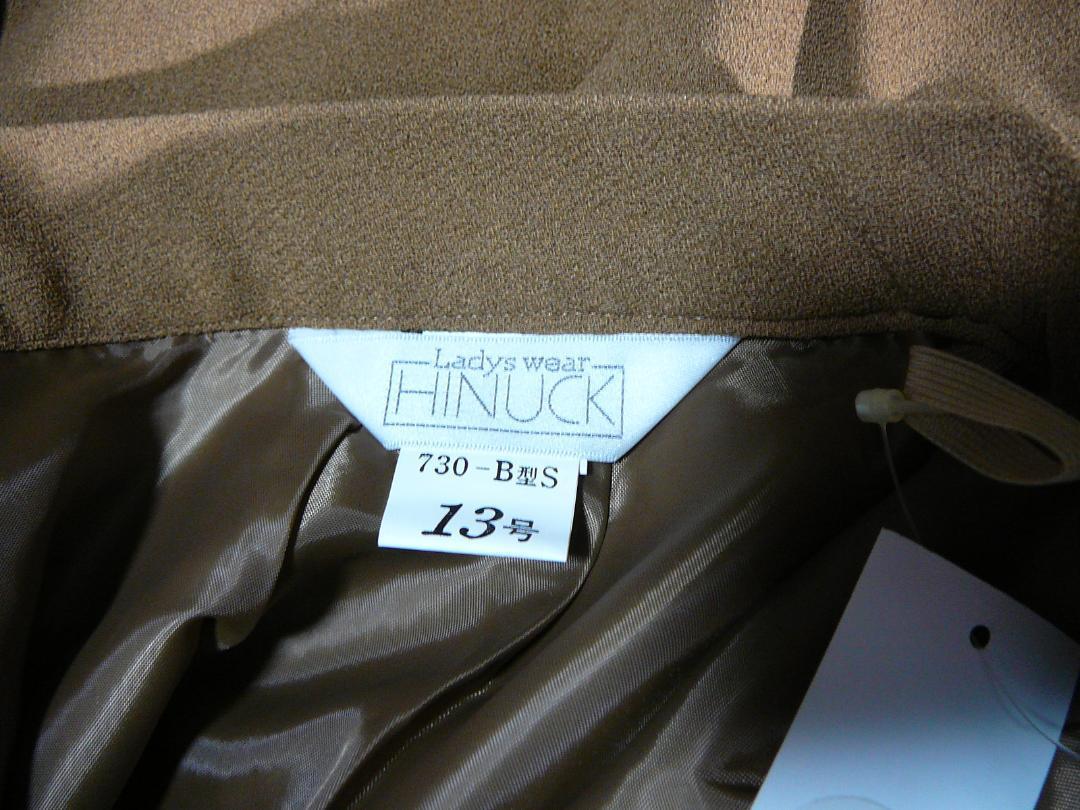 Ladys wear
HINUCK
730-B型S
13号